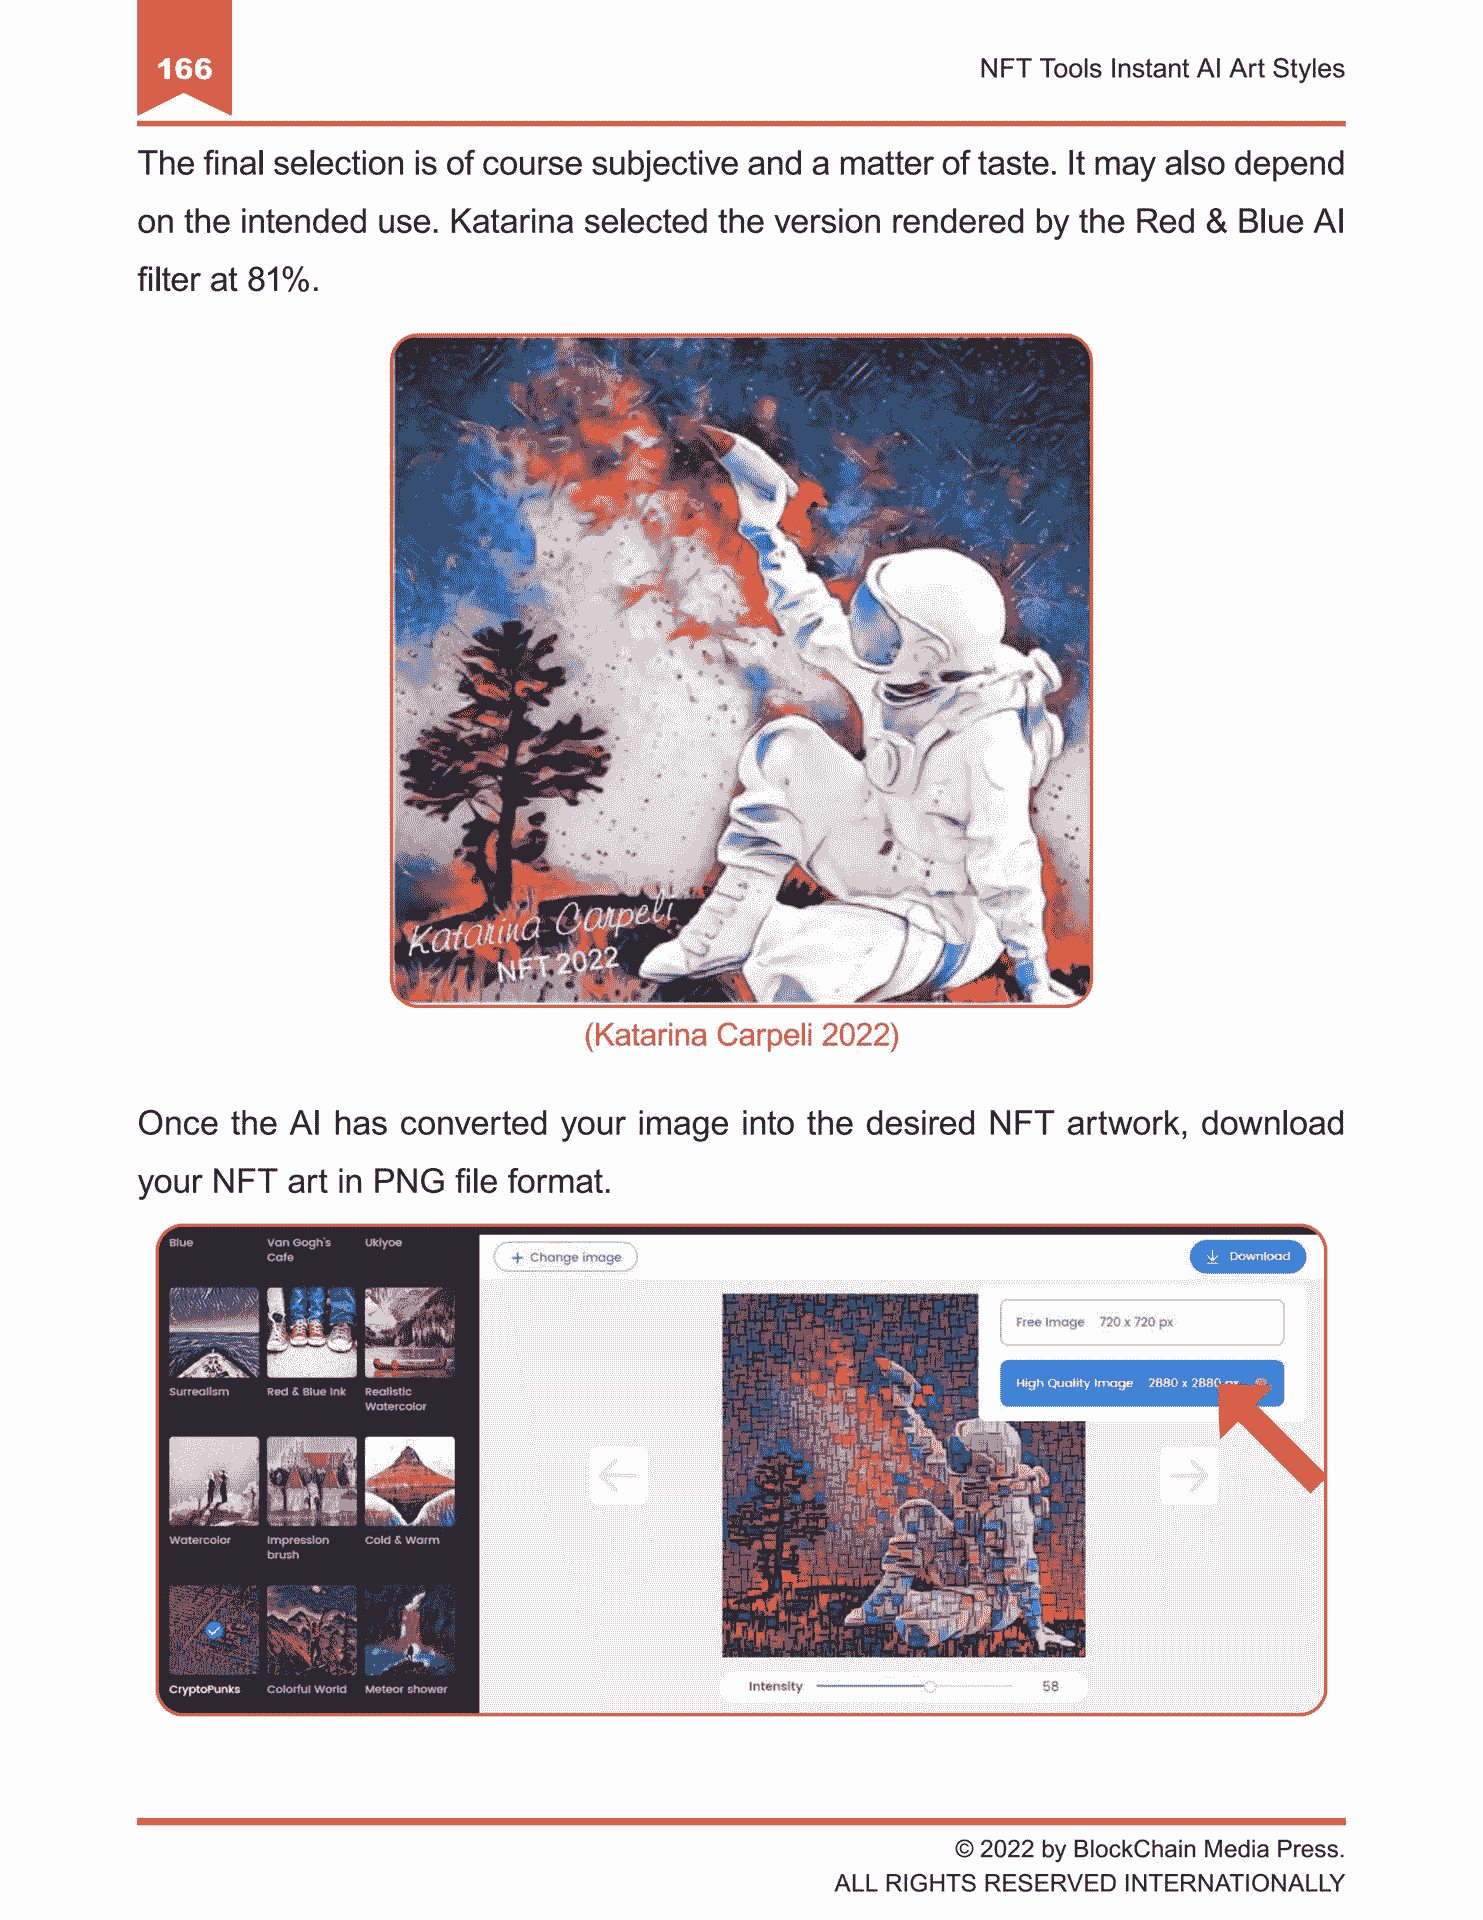 166
NFT Tools Instant AI Art Styles
The final selection is of course subjective and a matter of taste. It may also depend
on the intended use. Katarina selected the version rendered by the Red & Blue AI
filter at 81%.
Katarina Carpeli
NFT 2022
(Katarina Carpeli 2022)
Once the AI has converted your image into the desired NFT artwork, download
your NFT art in PNG file format.
Blue
Van Gogh's
Cafe
Ukiyoe
+ Change image
Download
Free Image 720 x 720 px
High Quality Image 2880 x 2880 px
Surrealism
Red & Blue Ink
Realistic
Watercolor
Watercolor
Impression
brush
Cold & Warm
CryptoPunks
Colorful World
Meteor shower
Intensity
58
© 2022 by BlockChain Media Press.
ALL RIGHTS RESERVED INTERNATIONALLY